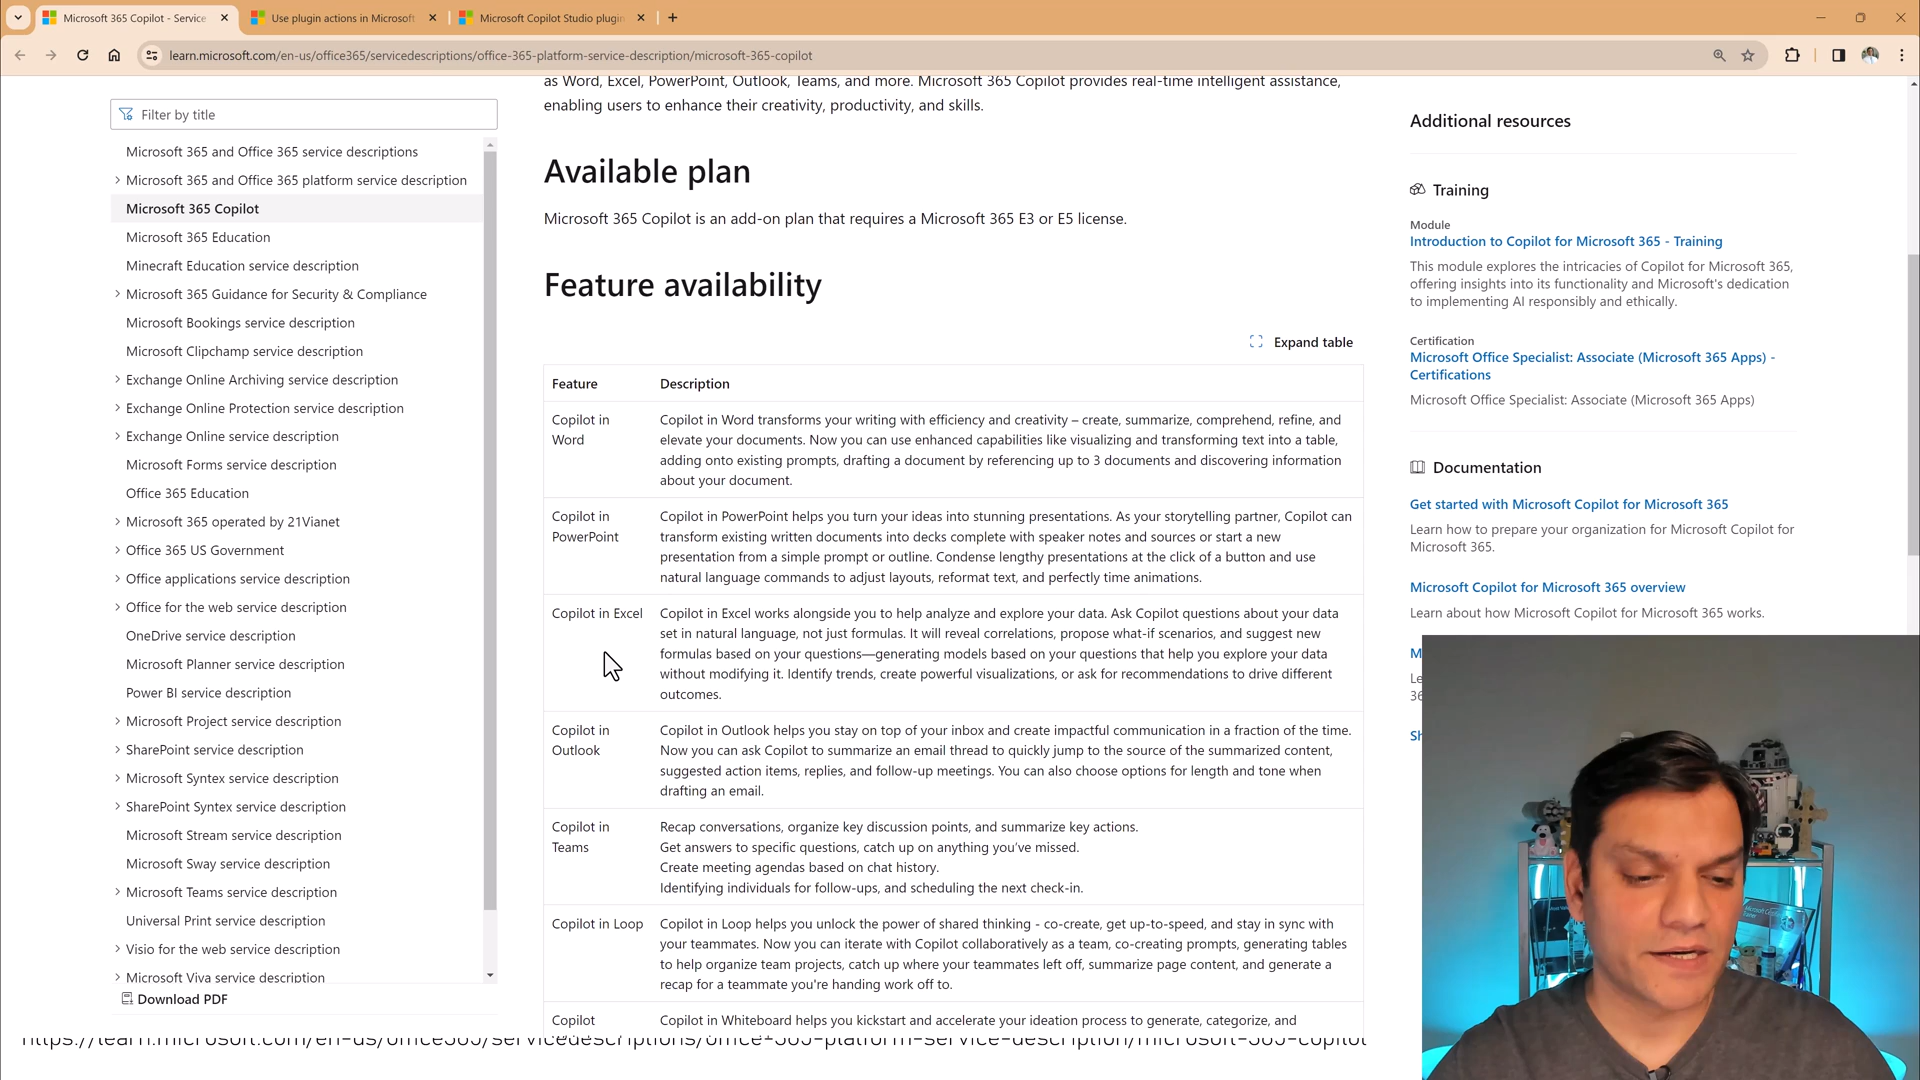 Microsoft 365 Copilot - Service
Use plugin actions in Microsoft
Microsoft Copilot Studio plugin
learn.microsoft.com/en-us/office365/servicedescriptions/office-365-platform-service-description/microsoft-365-copilot
Filter by title
Microsoft 365 and Office 365 service descriptions
Microsoft 365 and Office 365 platform service description
Microsoft 365 Copilot
Microsoft 365 Education
Minecraft Education service description
Microsoft 365 Guidance for Security & Compliance
Microsoft Bookings service description
Microsoft Clipchamp service description
Exchange Online Archiving service description
Exchange Online Protection service description
Exchange Online service description
Microsoft Forms service description
Office 365 Education
Microsoft 365 operated by 21Vianet
Office 365 US Government
Office applications service description
Office for the web service description
OneDrive service description
Microsoft Planner service description
Power BI service description
Microsoft Project service description
SharePoint service description
Microsoft Syntex service description
SharePoint Syntex service description
Microsoft Stream service description
Microsoft Sway service description
Microsoft Teams service description
Universal Print service description
Visio for the web service description
Microsoft Viva service description
Download PDF
as Word, Excel, PowerPoint, Outlook, Teams, and more. Microsoft 365 Copilot provides real-time intelligent assistance,
enabling users to enhance their creativity, productivity, and skills.
Available plan
Microsoft 365 Copilot is an add-on plan that requires a Microsoft 365 E3 or E5 license.
Feature availability
Expand table
Feature Description
Copilot in
Word
Copilot in Word transforms your writing with efficiency and creativity – create, summarize, comprehend, refine, and
elevate your documents. Now you can use enhanced capabilities like visualizing and transforming text into a table,
adding onto existing prompts, drafting a document by referencing up to 3 documents and discovering information
about your document.
Copilot in
PowerPoint
Copilot in PowerPoint helps you turn your ideas into stunning presentations. As your storytelling partner, Copilot can
transform existing written documents into decks complete with speaker notes and sources or start a new
presentation from a simple prompt or outline. Condense lengthy presentations at the click of a button and use
natural language commands to adjust layouts, reformat text, and perfectly time animations.
Copilot in Excel
Copilot in Excel works alongside you to help analyze and explore your data. Ask Copilot questions about your data
set in natural language, not just formulas. It will reveal correlations, propose what-if scenarios, and suggest new
formulas based on your questions—generating models based on your questions that help you explore your data
without modifying it. Identify trends, create powerful visualizations, or ask for recommendations to drive different
outcomes.
Copilot in
Outlook
Copilot in Outlook helps you stay on top of your inbox and create impactful communication in a fraction of the time.
Now you can ask Copilot to summarize an email thread to quickly jump to the source of the summarized content,
suggested action items, replies, and follow-up meetings. You can also choose options for length and tone when
drafting an email.
Copilot in
Teams
Recap conversations, organize key discussion points, and summarize key actions.
Get answers to specific questions, catch up on anything you've missed.
Create meeting agendas based on chat history.
Identifying individuals for follow-ups, and scheduling the next check-in.
Copilot in Loop
Copilot in Loop helps you unlock the power of shared thinking - co-create, get up-to-speed, and stay in sync with
your teammates. Now you can iterate with Copilot collaboratively as a team, co-creating prompts, generating tables
to help organize team projects, catch up where your teammates left off, summarize page content, and generate a
recap for a teammate you're handing work off to.
Copilot
Copilot in Whiteboard helps you kickstart and accelerate your ideation process to generate, categorize, and
https://learn.microsoft.com/en-us/office365/servicedescriptions/office-365-platform-service-description/microsoft-365-copilot
Additional resources
Training
Module
Introduction to Copilot for Microsoft 365 - Training
This module explores the intricacies of Copilot for Microsoft 365,
offering insights into its functionality and Microsoft's dedication
to implementing AI responsibly and ethically.
Certification
Microsoft Office Specialist: Associate (Microsoft 365 Apps) -
Certifications
Microsoft Office Specialist: Associate (Microsoft 365 Apps)
Documentation
Get started with Microsoft Copilot for Microsoft 365
Learn how to prepare your organization for Microsoft Copilot for
Microsoft 365.
Microsoft Copilot for Microsoft 365 overview
Learn about how Microsoft Copilot for Microsoft 365 works.